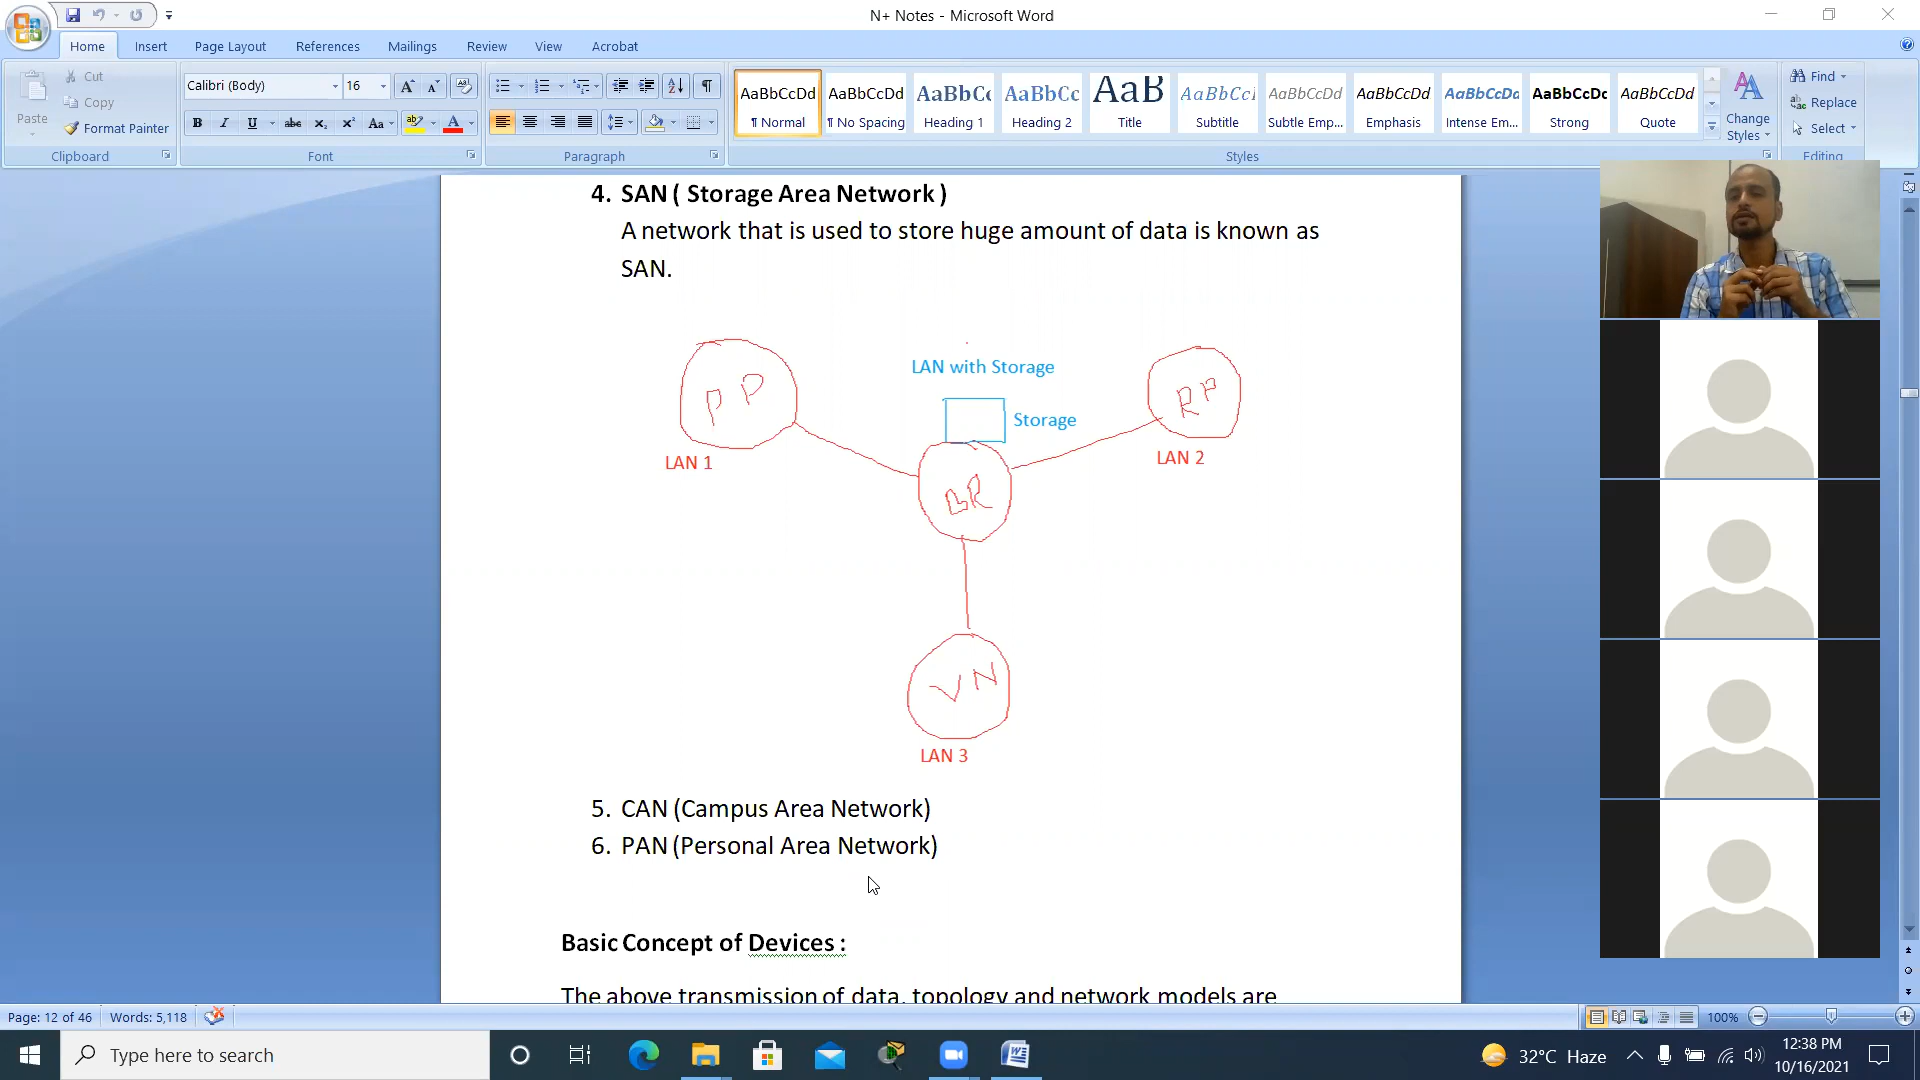 N+ Notes - Microsoft Word
Home Insert Page Layout References Mailings Review View Acrobat
Paste
Cut
Copy
Format Painter
Clipboard
Calibri (Body) 16
Font
Paragraph
AaBbCcDd AaBbCcDd AaBbCc AaBbCc AaB AaBbCcI AaBbCcDd AaBbCcDd AaBbCcDd AaBbCcDd AaBbCcDd
¶ Normal ¶ No Spacing Heading 1 Heading 2 Title Subtitle Subtle Emp... Emphasis Intense Em... Strong Quote
Change Styles
Styles
Find
Replace
Select
Editing
4. SAN ( Storage Area Network )
A network that is used to store huge amount of data is known as
SAN.
PP
LAN 1
LAN with Storage
Storage
BR
RP
LAN 2
VN
LAN 3
5. CAN (Campus Area Network)
6. PAN (Personal Area Network)
Basic Concept of Devices :
The above transmission of data, topology and network models are
Page: 12 of 46 Words: 5,118
100%
Type here to search
32°C Haze
12:38 PM
10/16/2021